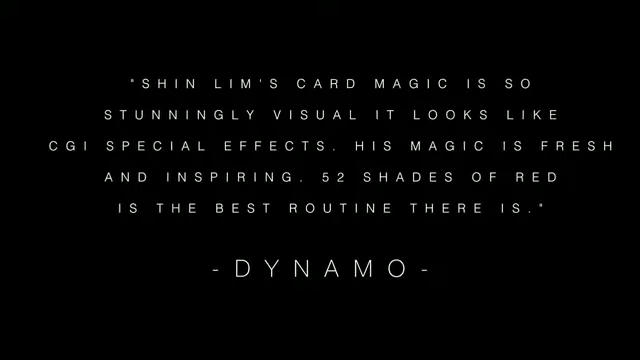 "SHIN LIM'S CARD MAGIC IS SO
STUNNINGLY VISUAL IT LOOKS LIKE
CGI SPECIAL EFFECTS. HIS MAGIC IS FRESH
AND INSPIRING. 52 SHADES OF RED
IS THE BEST ROUTINE THERE IS."
-DYNAMO-